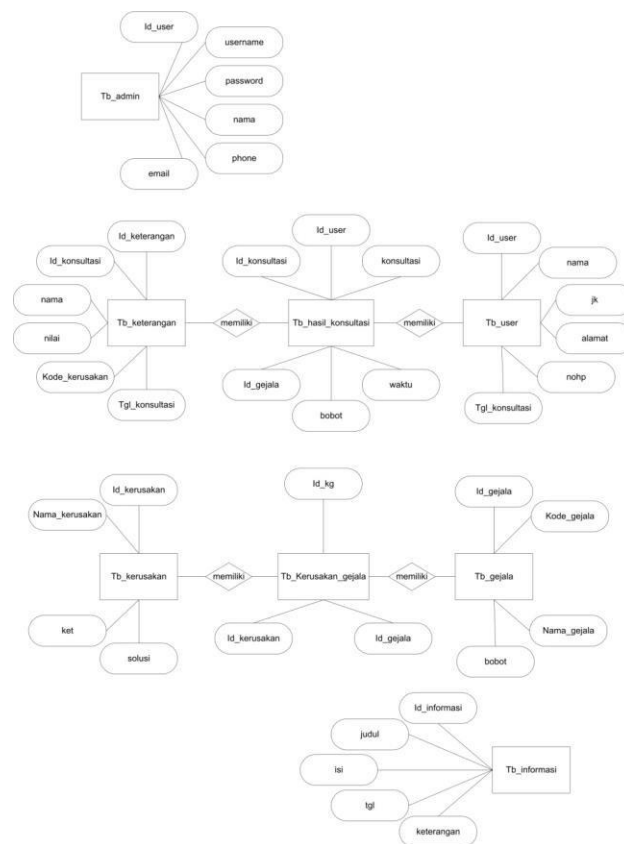 Id_user
username
password
Tb_admin
nama
phone
email
Id_keterangan
Id_user
Id_user
Id_konsultasi
Id_konsultasi
konsultasi
nama
nama
jk
Tb_keterangan
memiliki
Tb_hasil_konsultasi
memiliki
Tb_user
nilai
alamat
Kode_kerusakan
Id_gejala
waktu
nohp
Tgl_konsultasi
bobot
Tgl_konsultasi
Id_kerusakan
Id_kg
Id_gejala
Nama_kerusakan
Kode_gejala
Tb_kerusakan
memiliki
Tb_Kerusakan_gejala
memiliki
Tb_gejala
ket
Id_kerusakan
Id_gejala
Nama_gejala
solusi
bobot
Id_informasi
judul
isi
Tb_informasi
tgl
keterangan